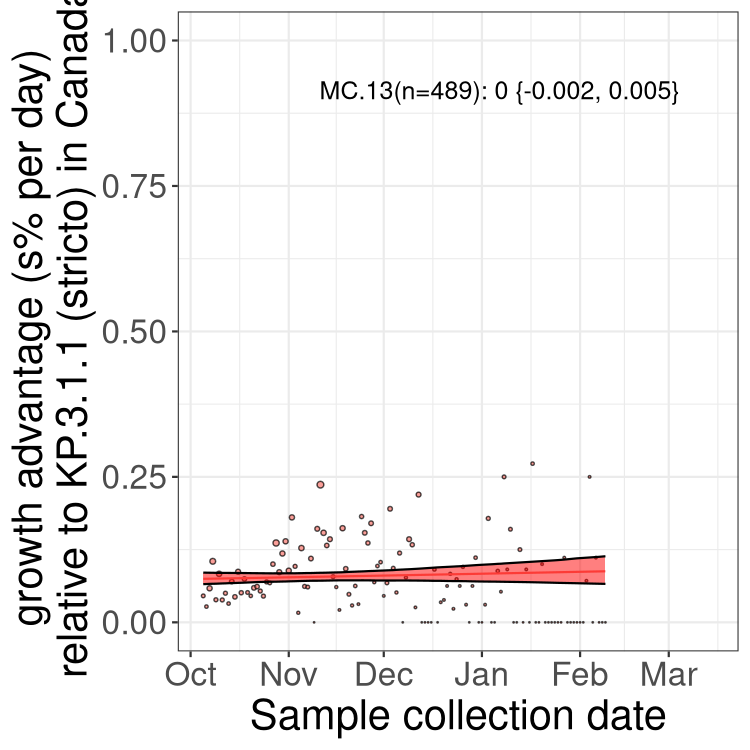 growth advantage (s% per day)
relative to KP.3.1.1 (stricto) in Canada
1.00
0.75
0.50
0.25
0.00
MC.13(n=489): 0 {-0.002, 0.005}
Oct Nov Dec Jan Feb Mar
Sample collection date